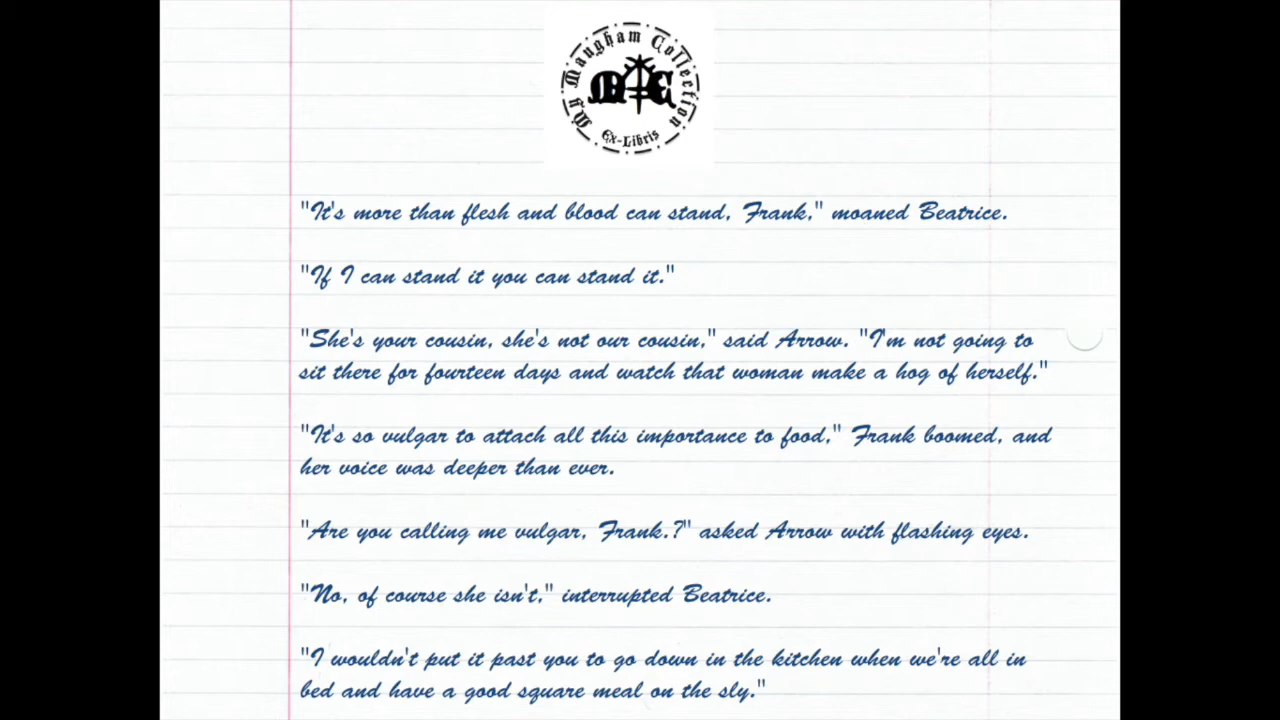 My Maugham Collection
MC
Ex-Libris
"It's more than flesh and blood can stand, Frank," moaned Beatrice.
"If I can stand it you can stand it."
"She's your cousin, she's not our cousin," said Arrow. "I'm not going to
sit there for fourteen days and watch that woman make a hog of herself."
"It's so vulgar to attach all this importance to food," Frank boomed, and
her voice was deeper than ever.
"Are you calling me vulgar, Frank.?" asked Arrow with flashing eyes.
"No, of course she isn't," interrupted Beatrice.
"I wouldn't put it past you to go down in the kitchen when we're all in
bed and have a good square meal on the sly."